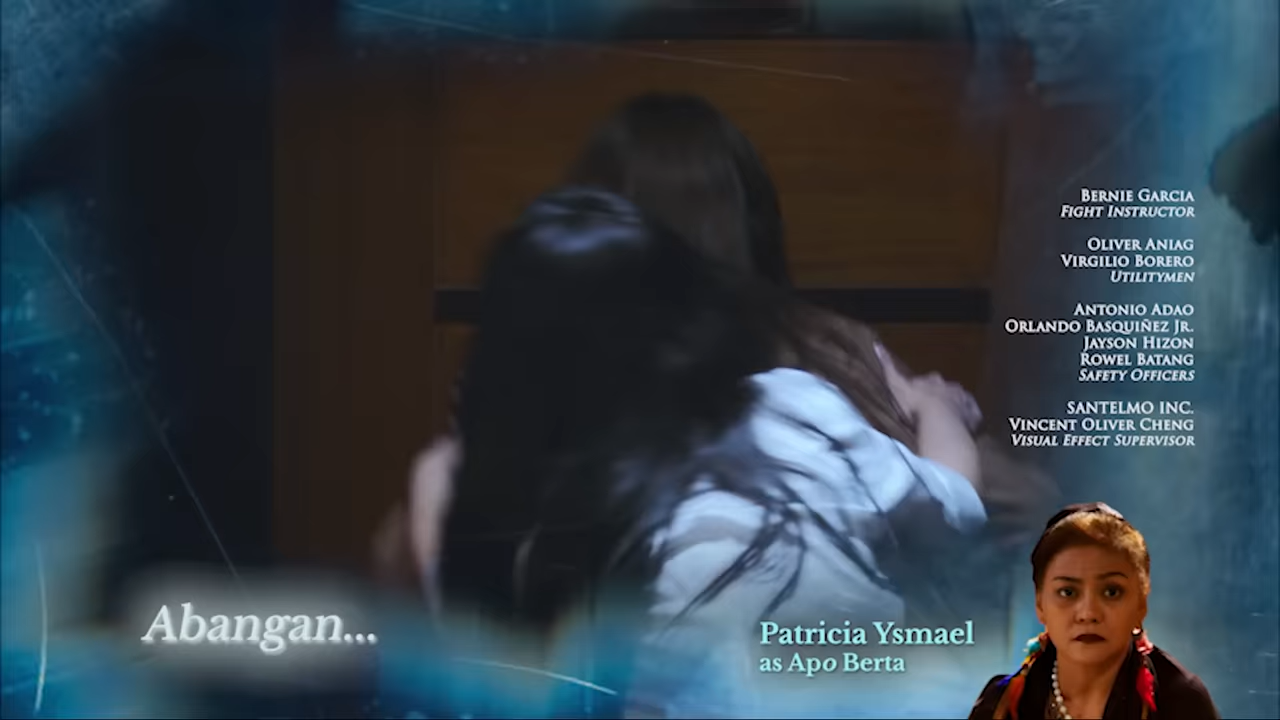 BERNIE GARCIA
FIGHT INSTRUCTOR
OLIVER ANIAG
VIRGILIO BORERO
UTILITYMEN
ANTONIO ADAO
ORLANDO BASQUIÑEZ JR.
JAYSON HIZON
ROWEL BATANG
SAFETY OFFICERS
SANTELMO INC.
VINCENT OLIVER CHENG
VISUAL EFFECT SUPERVISOR
Abangan...
Patricia Ysmael
as Apo Berta